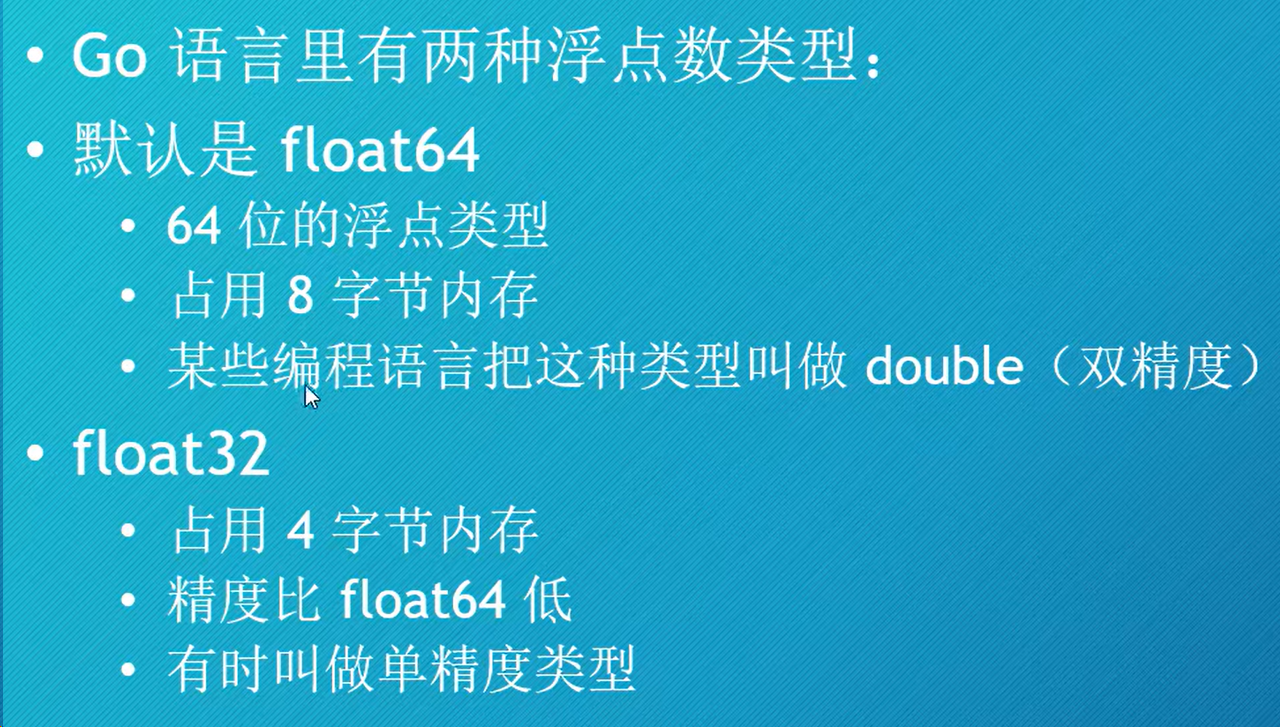 • Go 语言里有两种浮点数类型：
• 默认是 float64
• 64 位的浮点类型
• 占用 8 字节内存
• 某些编程语言把这种类型叫做 double（双精度）
• float32
• 占用 4 字节内存
• 精度比 float64 低
• 有时叫做单精度类型